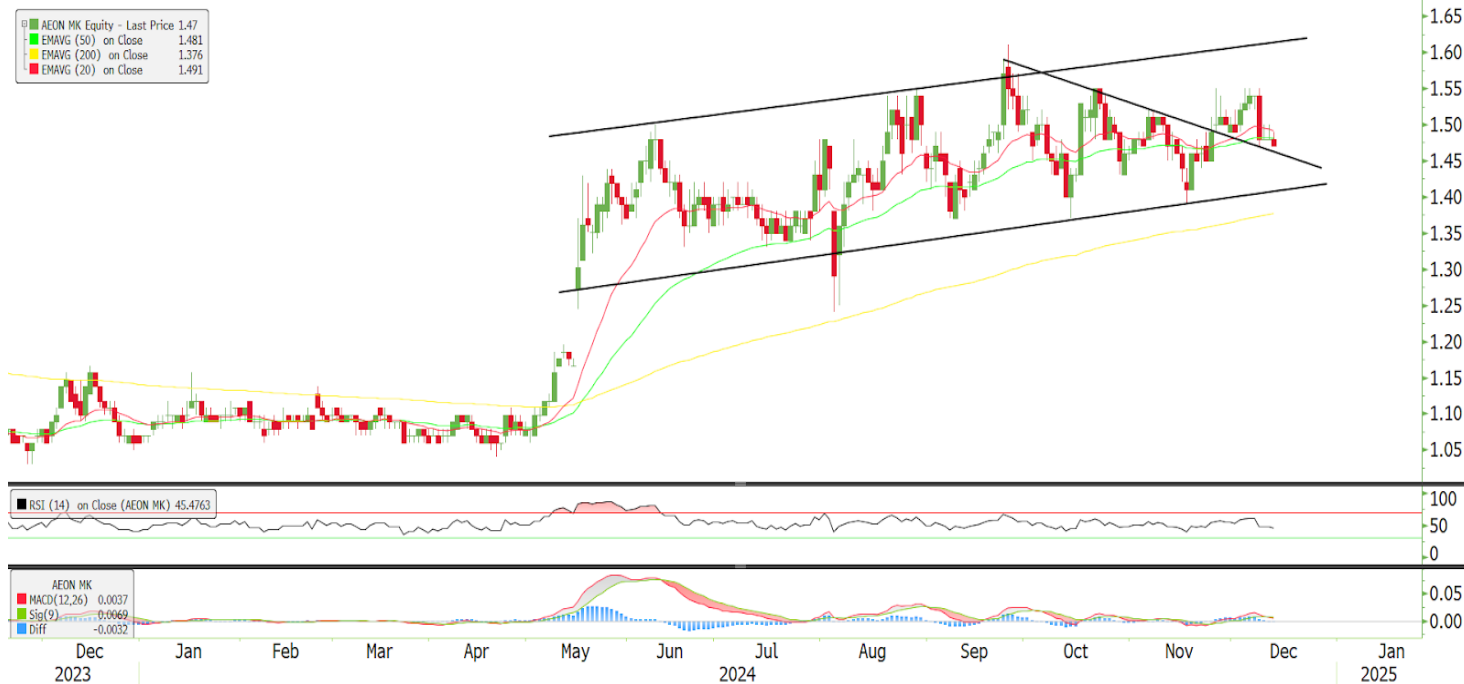 AEON MK Equity - Last Price 1.47
EMAVG (50) on Close 1.481
EMAVG (200) on Close 1.376
EMAVG (20) on Close 1.491
1.65
1.60
1.55
1.50
1.45
1.40
1.35
1.30
1.25
1.20
1.15
1.10
1.05
RSI (14) on Close (AEON MK) 45.4763
100
50
0
AEON MK
MACD(12,26) 0.0037
Sig(9) 0.0069
Diff -0.0032
0.05
0.00
Dec Jan Feb Mar Apr May Jun Jul Aug Sep Oct Nov Dec Jan
2023 2024 2025